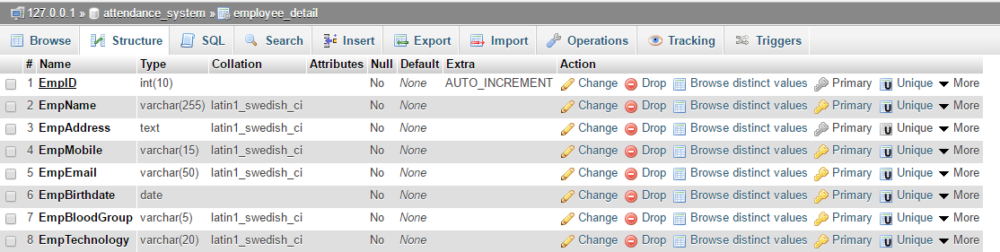 127.0.0.1 » attendance_system » employee_detail
Browse Structure SQL Search Insert Export Import Operations Tracking Triggers
# Name Type Collation Attributes Null Default Extra Action
1 EmpID int(10) No None AUTO_INCREMENT Change Drop Browse distinct values Primary U Unique More
2 EmpName varchar(255) latin1_swedish_ci No None Change Drop Browse distinct values Primary U Unique More
3 EmpAddress text latin1_swedish_ci No None Change Drop Browse distinct values Primary U Unique More
4 EmpMobile varchar(15) latin1_swedish_ci No None Change Drop Browse distinct values Primary U Unique More
5 EmpEmail varchar(50) latin1_swedish_ci No None Change Drop Browse distinct values Primary U Unique More
6 EmpBirthdate date No None Change Drop Browse distinct values Primary U Unique More
7 EmpBloodGroup varchar(5) latin1_swedish_ci No None Change Drop Browse distinct values Primary U Unique More
8 EmpTechnology varchar(20) latin1_swedish_ci No None Change Drop Browse distinct values Primary U Unique More